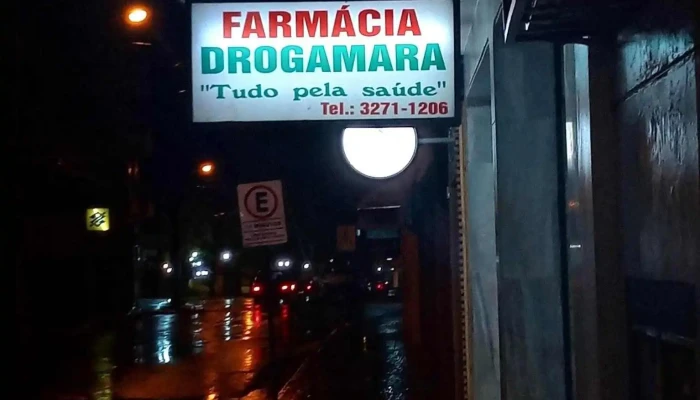 FARMÁCIA
DROGAMARA
"Tudo pela saúde"
Tel.: 3271-1206
E